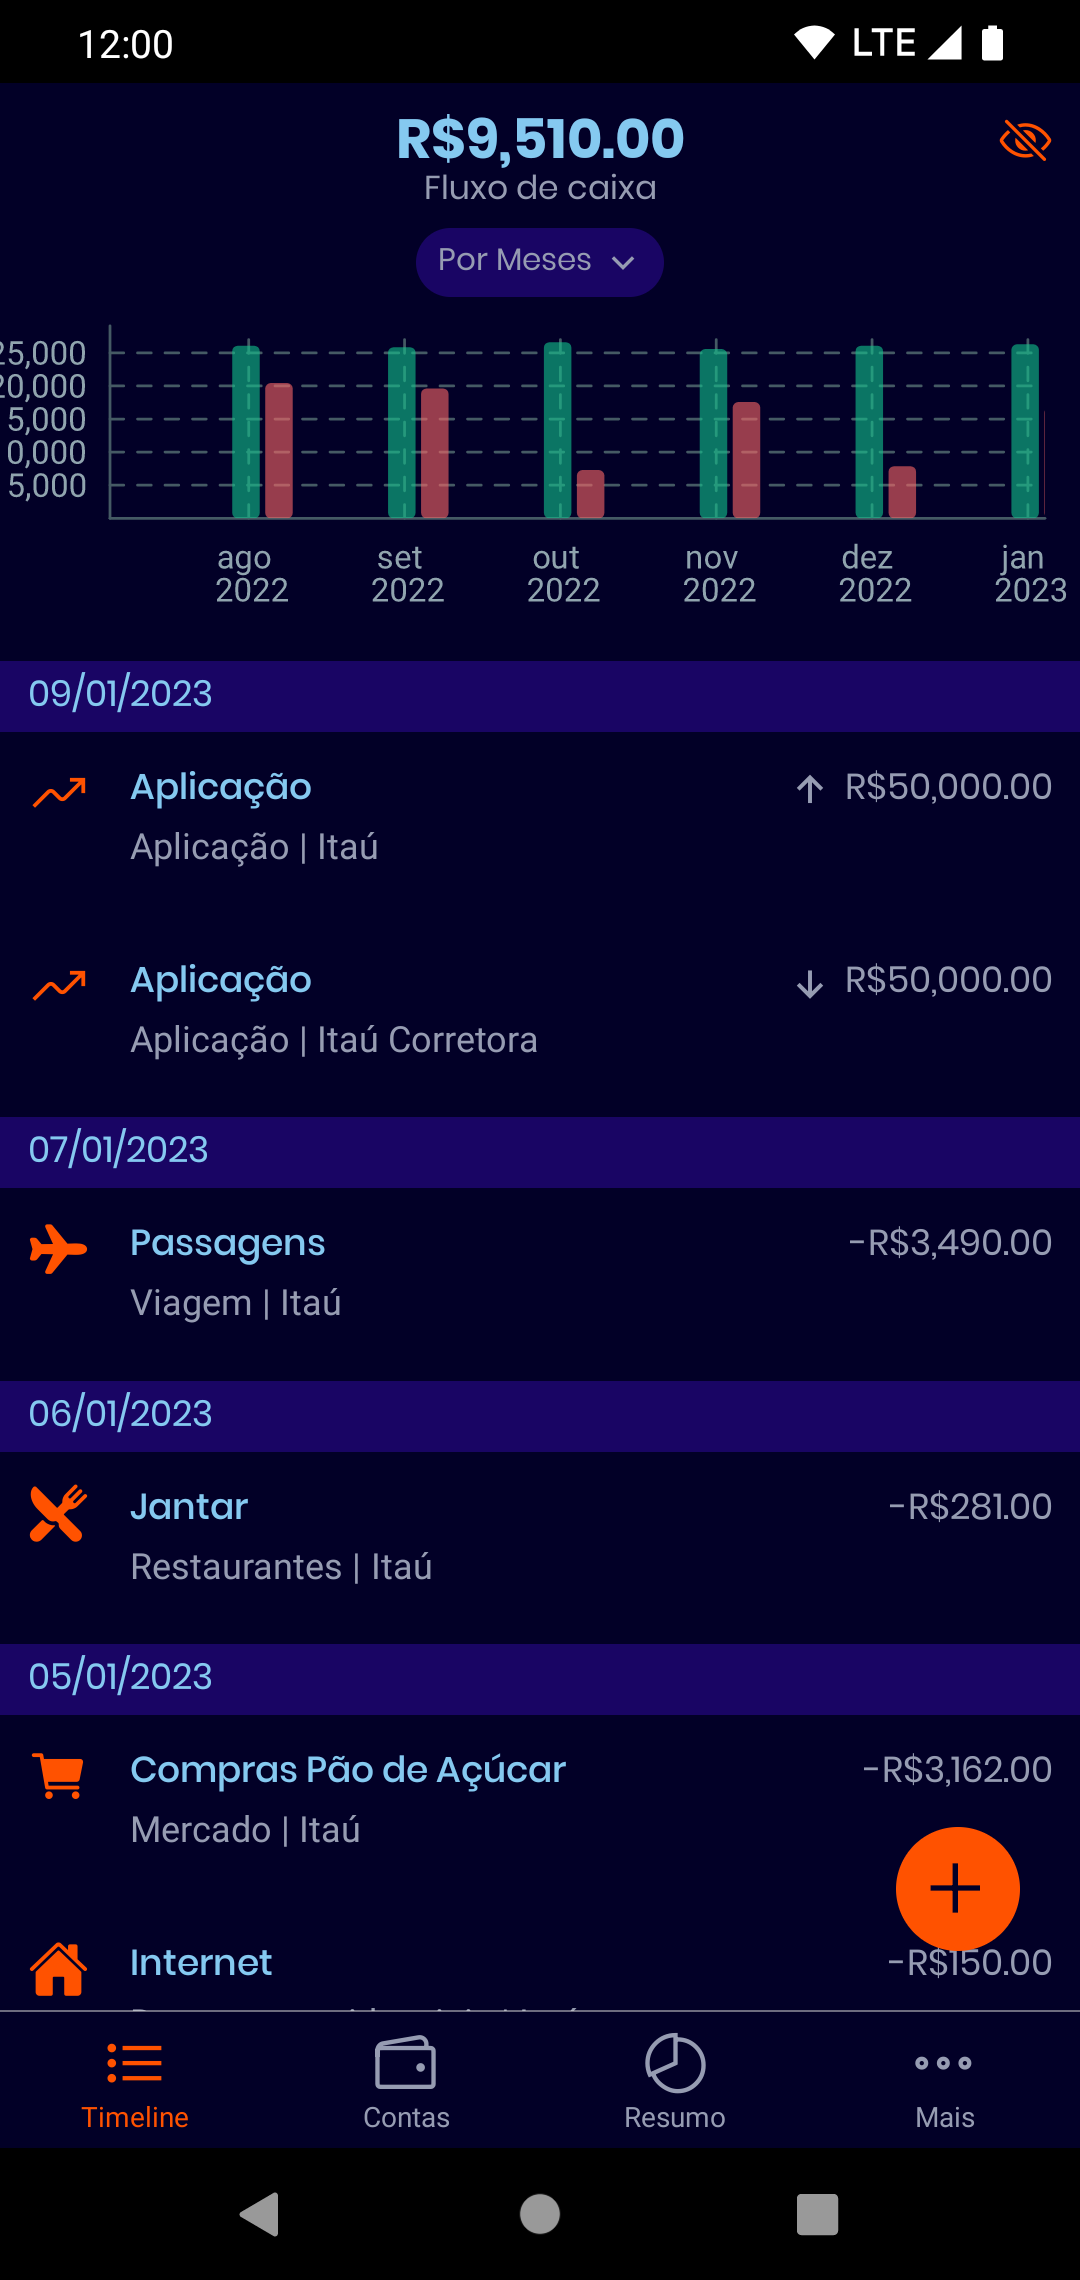 12:00
LTE
R$9,510.00
Fluxo de caixa
Por Meses
25,000
20,000
5,000
0,000
5,000
ago 2022
set 2022
out 2022
nov 2022
dez 2022
jan 2023
09/01/2023
Aplicação
R$50,000.00
Aplicação | Itaú
Aplicação
R$50,000.00
Aplicação | Itaú Corretora
07/01/2023
Passagens
-R$3,490.00
Viagem | Itaú
06/01/2023
Jantar
-R$281.00
Restaurantes | Itaú
05/01/2023
Compras Pão de Açúcar
-R$3,162.00
Mercado | Itaú
Internet
-R$150.00
Timeline
Contas
Resumo
Mais